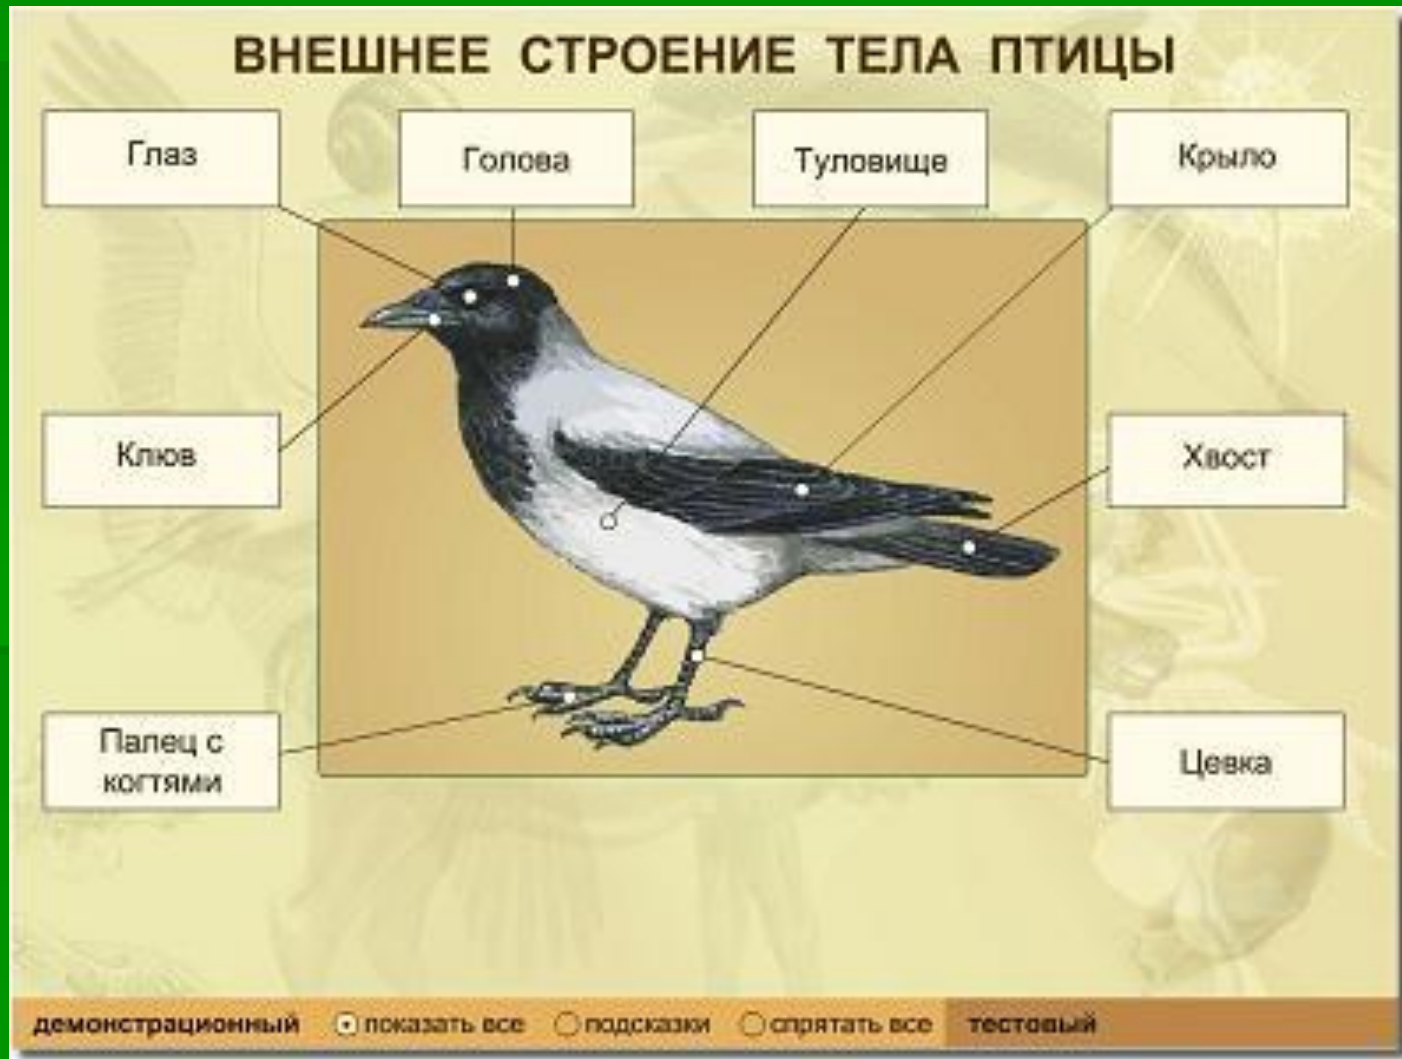 ВНЕШНЕЕ СТРОЕНИЕ ТЕЛА ПТИЦЫ
Глаз
Голова
Туловище
Крыло
Клюв
Хвост
Палец с
когтями
Цевка
демонстрационный показать все подсказки спрятать все тестовый